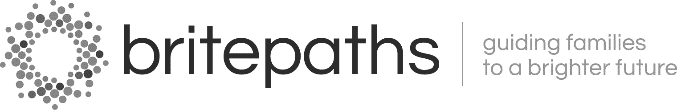 britepaths
guiding families
to a brighter future